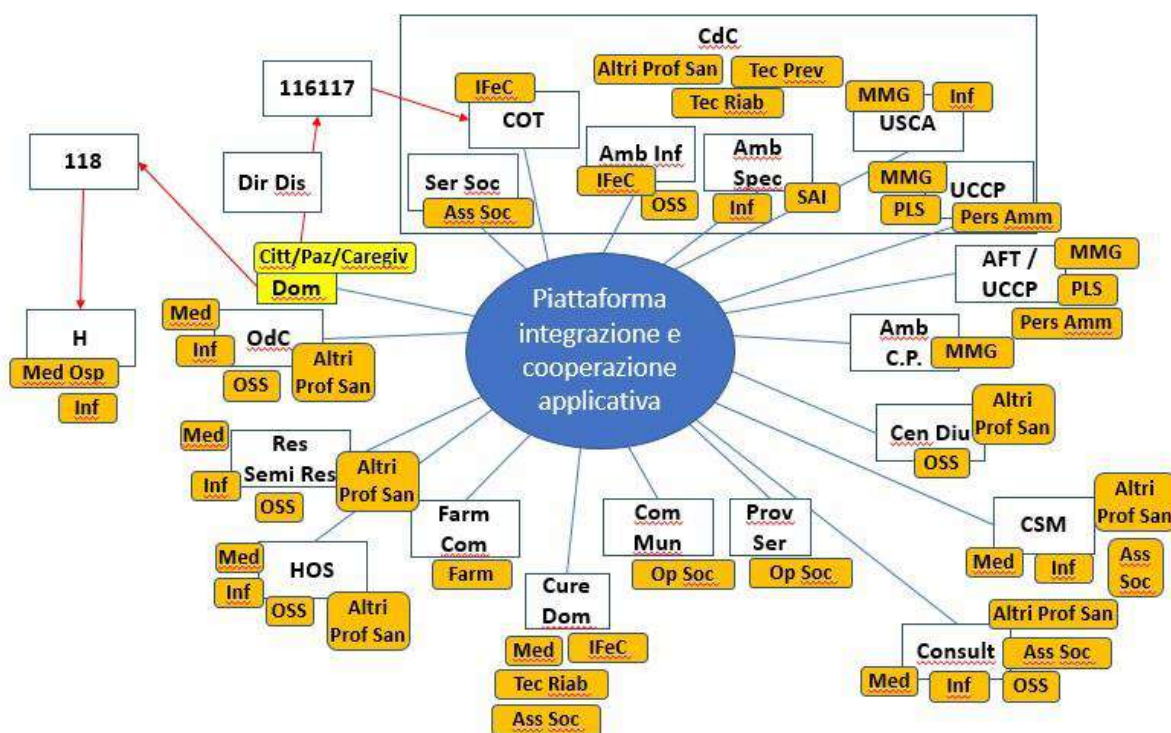 CdC
Altri Prof San
Tec Prev
Tec Riab
IFeC
COT
116117
MMG
Inf
USCA
118
Dir Dis
Ser Soc
Ass Soc
Amb Inf
IFeC
OSS
Amb
Spec
Inf
SAI
MMG
UCCP
PLS
Pers Amm
Citt/Paz/Caregiv
Dom
AFT /
UCCP
MMG
PLS
Pers Amm
H
Med Osp
Inf
Med
OdC
Inf
OSS
Altri
Prof San
Piattaforma
integrazione e
cooperazione
applicativa
Amb
C.P.
MMG
Cen Diu
Altri
Prof San
OSS
Med
Res
Semi Res
Inf
OSS
Altri
Prof San
Farm
Com
Farm
Com
Mun
Op Soc
Prov
Ser
Op Soc
CSM
Altri
Prof San
Med
Inf
Ass
Soc
Med
HOS
Inf
OSS
Altri
Prof San
Cure
Dom
Med
IFeC
Tec Riab
Ass Soc
Altri Prof San
Consult
Ass Soc
Med
Inf
OSS